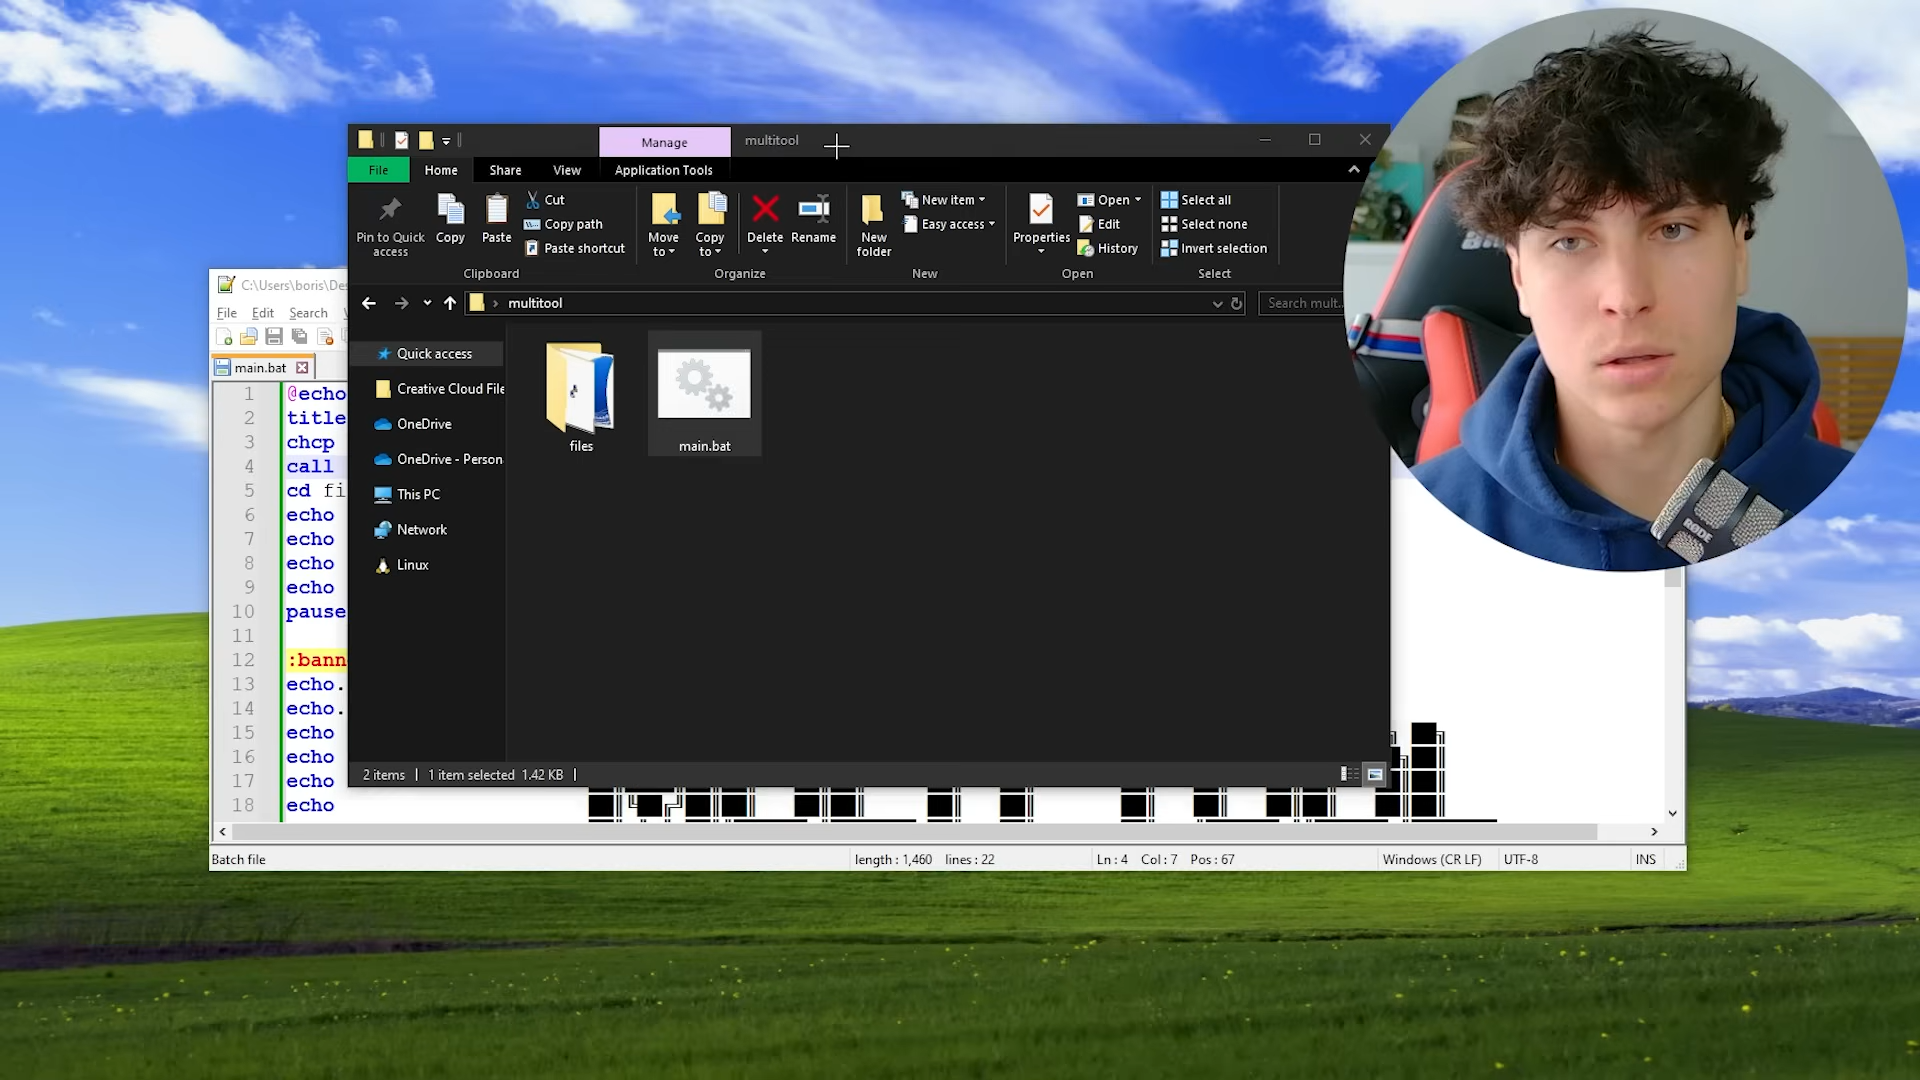 Manage
multitool
File
Home
Share
View
Application Tools
Pin to Quick access
Copy
Paste
Cut
Copy path
Paste shortcut
Clipboard
Move to
Copy to
Delete
Rename
Organize
New folder
New item
Easy access
New
Properties
Open
Edit
History
Open
Select all
Select none
Invert selection
Select
multitool
Search mult...
Quick access
Creative Cloud File
OneDrive
OneDrive - Person
This PC
Network
Linux
files
main.bat
2 items
1 item selected 1.42 KB
C:\Users\boris\Des
File Edit Search
main.bat
1 @echo
2 title
3 chcp
4 call
5 cd fi
6 echo
7 echo
8 echo
9 echo
10 pause
11
12 :bann
13 echo.
14 echo.
15 echo
16 echo
17 echo
18 echo
Batch file
length : 1,460 lines : 22
Ln : 4 Col : 7 Pos : 67
Windows (CR LF)
UTF-8
INS
RØDE